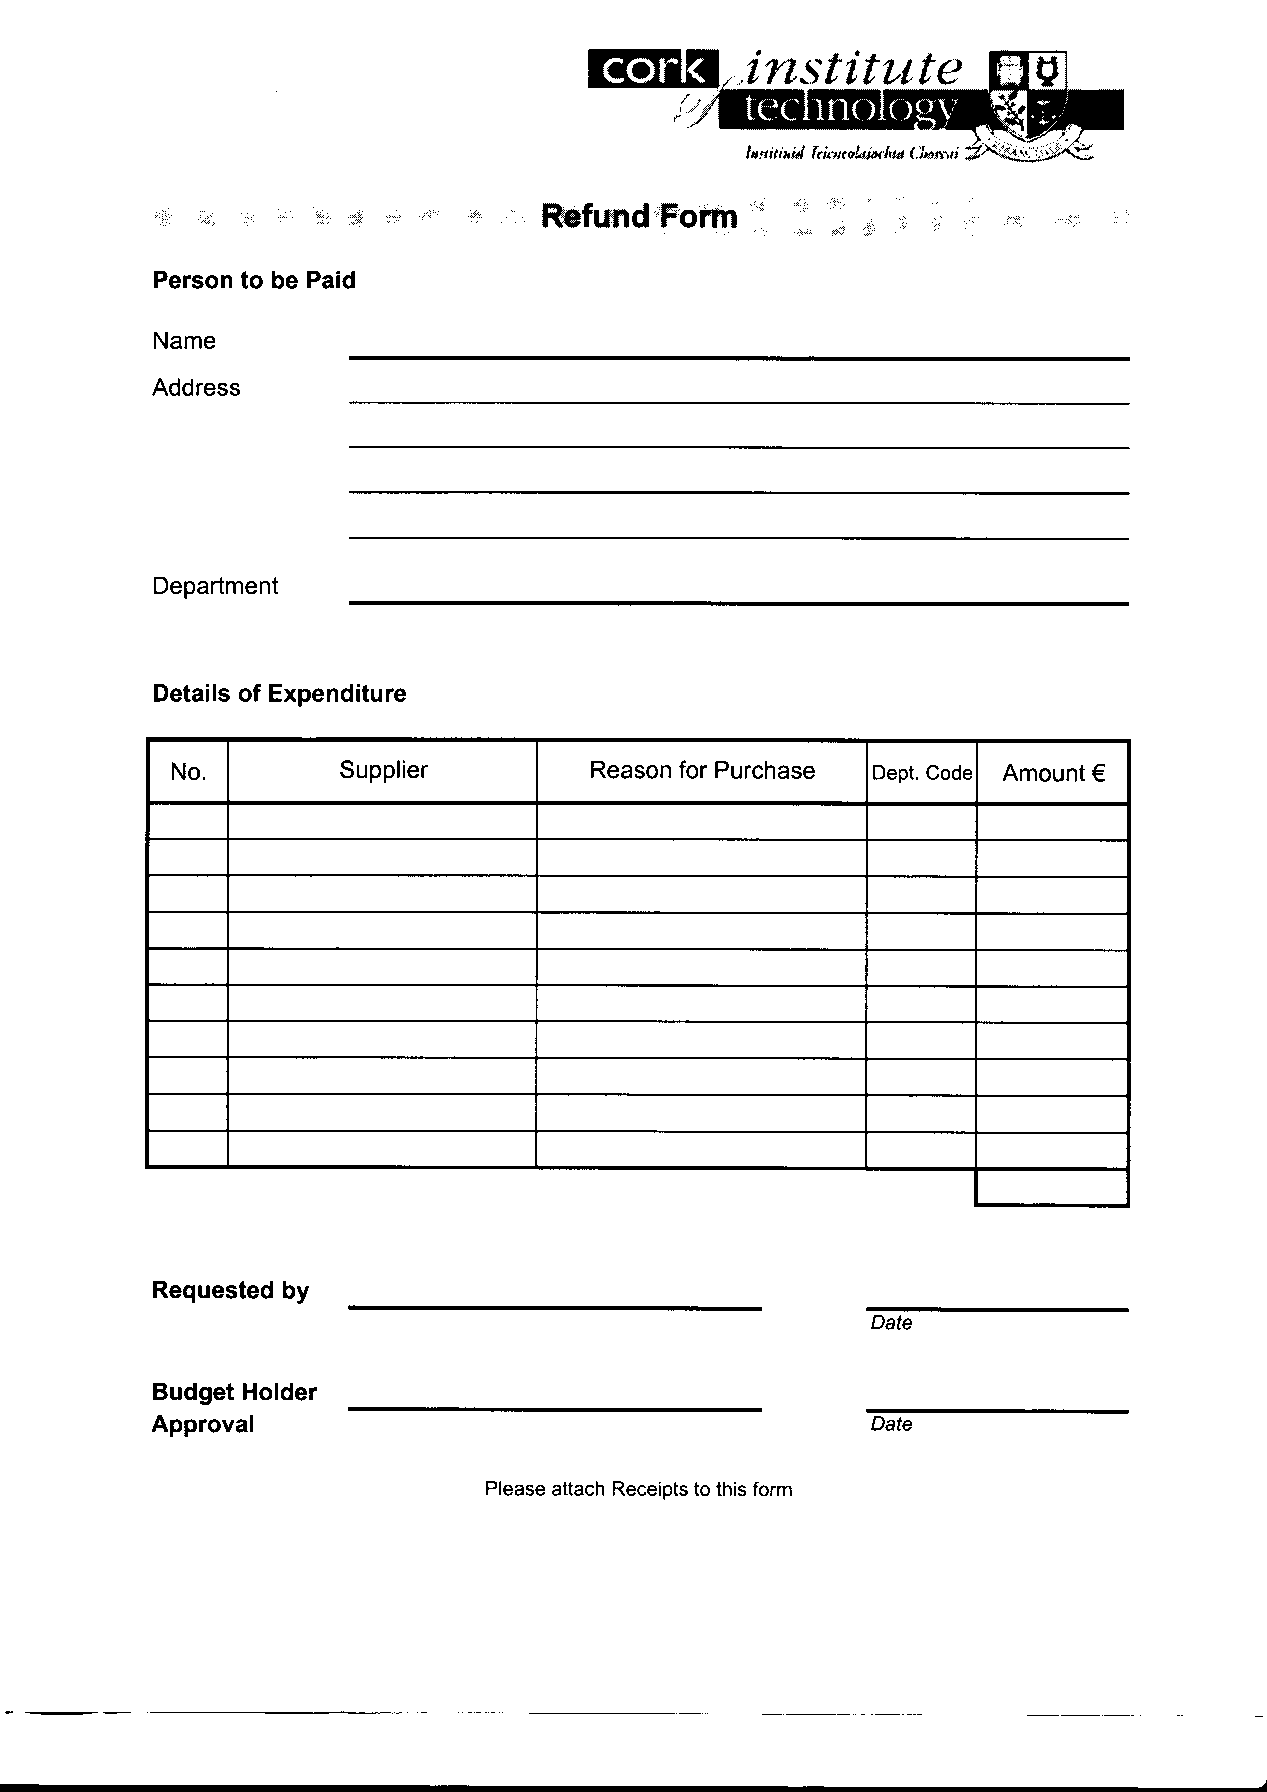 cork institute
of technology
Institiúid Teicneolaíochta Chorcaí
Refund Form
Person to be Paid
Name
Address
Department
Details of Expenditure
No. Supplier Reason for Purchase Dept. Code Amount €
Requested by
Date
Budget Holder
Approval
Date
Please attach Receipts to this form